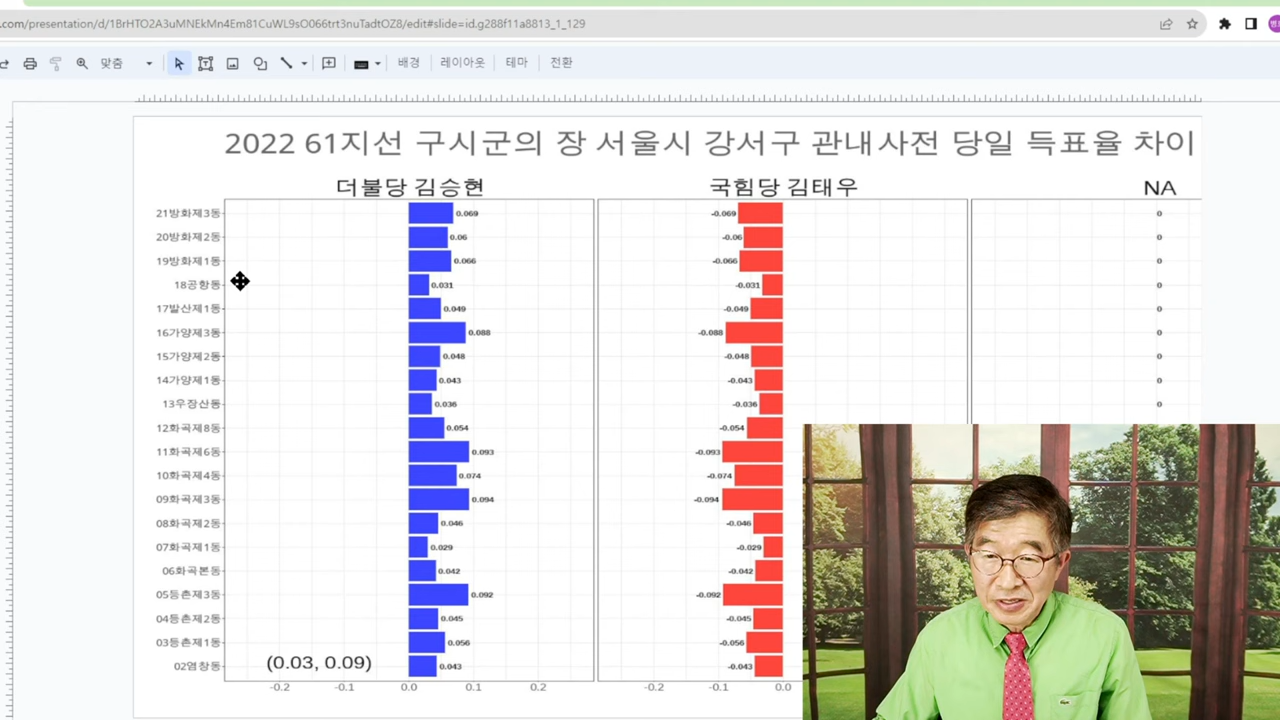 .com/presentation/d/1BrHTO2A3uMNEkMn4Em81CuWL9sO066trt3nuTadtOZ8/edit#slide=id.g288f11a8813_1_129
맞춤 배경 레이아웃 테마 전환
2022 61지선 구시군의 장 서울시 강서구 관내사전 당일 득표율 차이
더불당 김승현 국힘당 김태우 NA
21방화제3동 0.069 -0.069 0
20방화제2동 0.06 -0.06 0
19방화제1동 0.066 -0.066 0
18공항동 0.031 -0.031 0
17발산제1동 0.049 -0.049 0
16가양제3동 0.088 -0.088 0
15가양제2동 0.048 -0.048 0
14가양제1동 0.043 -0.043 0
13우장산동 0.036 -0.036 0
12화곡제8동 0.054 -0.054
11화곡제6동 0.093 -0.093
10화곡제4동 0.074 -0.074
09화곡제3동 0.094 -0.094
08화곡제2동 0.046 -0.046
07화곡제1동 0.029 -0.029
06화곡본동 0.042 -0.042
05등촌제3동 0.092 -0.092
04등촌제2동 0.045 -0.045
03등촌제1동 0.056 -0.056
02염창동 (0.03, 0.09) 0.043 -0.043
-0.2 -0.1 0.0 0.1 0.2 -0.2 -0.1 0.0